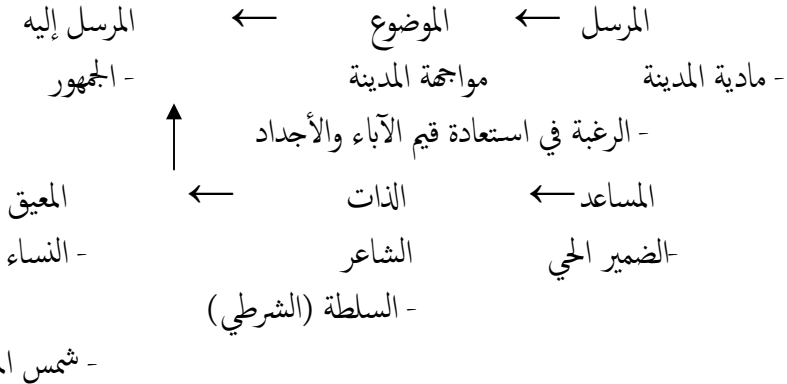 المرسل ← الموضوع ← المرسل إليه
- مادية المدينة مواجهة المدينة - الجمهور
- الرغبة في استعادة قيم الآباء والأجداد
المساعد ← الذات ← المعيق
-الضمير الحي الشاعر - النساء
- السلطة (الشرطي)
- شمس